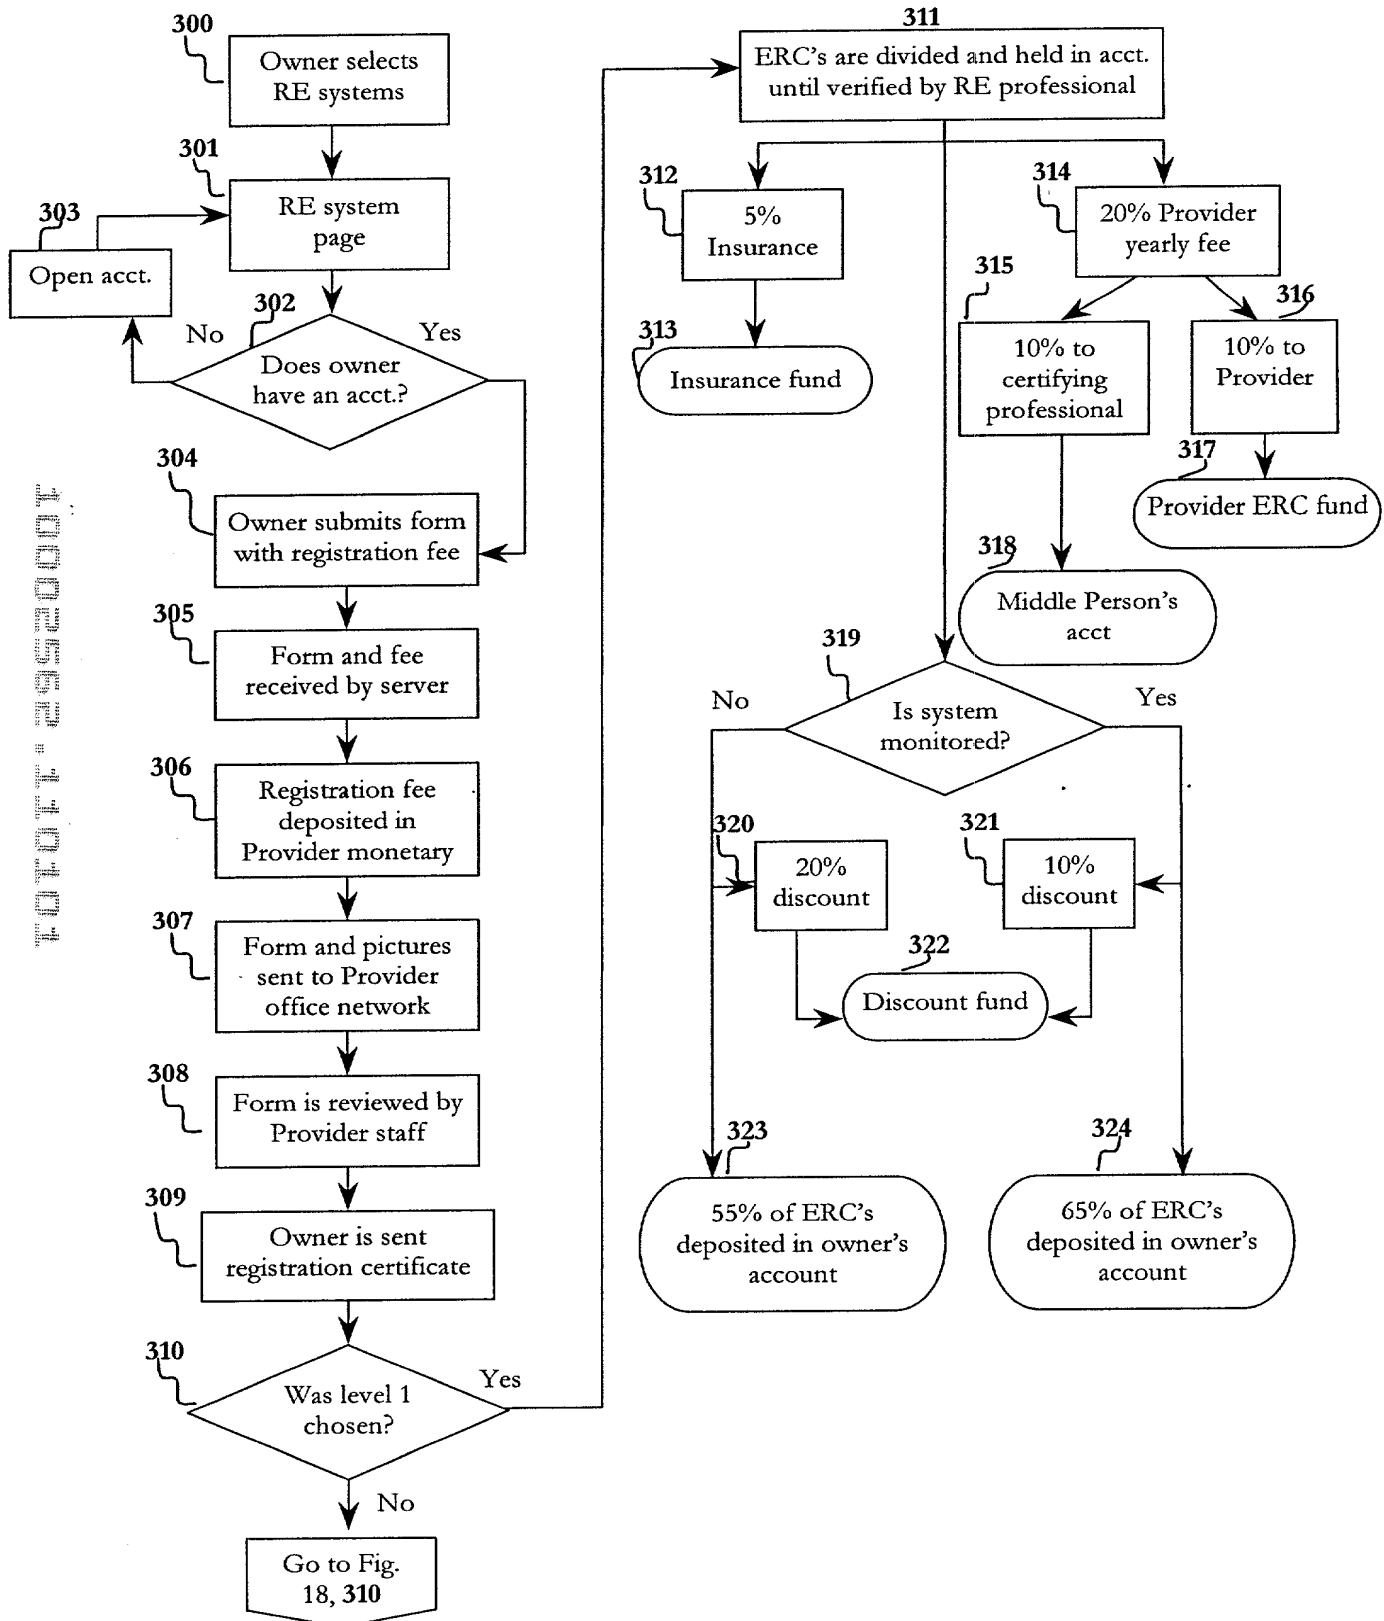 300
Owner selects
RE systems
301
RE system
page
303
Open acct.
302
No
Yes
Does owner
have an acct.?
304
Owner submits form
with registration fee
305
Form and fee
received by server
306
Registration fee
deposited in
Provider monetary
307
Form and pictures
sent to Provider
office network
308
Form is reviewed by
Provider staff
309
Owner is sent
registration certificate
310
Was level 1
chosen?
Yes
No
Go to Fig.
18, 310
311
ERC's are divided and held in acct.
until verified by RE professional
312
5%
Insurance
313
Insurance fund
314
20% Provider
yearly fee
315
10% to
certifying
professional
316
10% to
Provider
317
Provider ERC fund
318
Middle Person's
acct
319
No
Yes
Is system
monitored?
320
20%
discount
321
10%
discount
322
Discount fund
323
55% of ERC's
deposited in owner's
account
324
65% of ERC's
deposited in owner's
account
10002562.110101